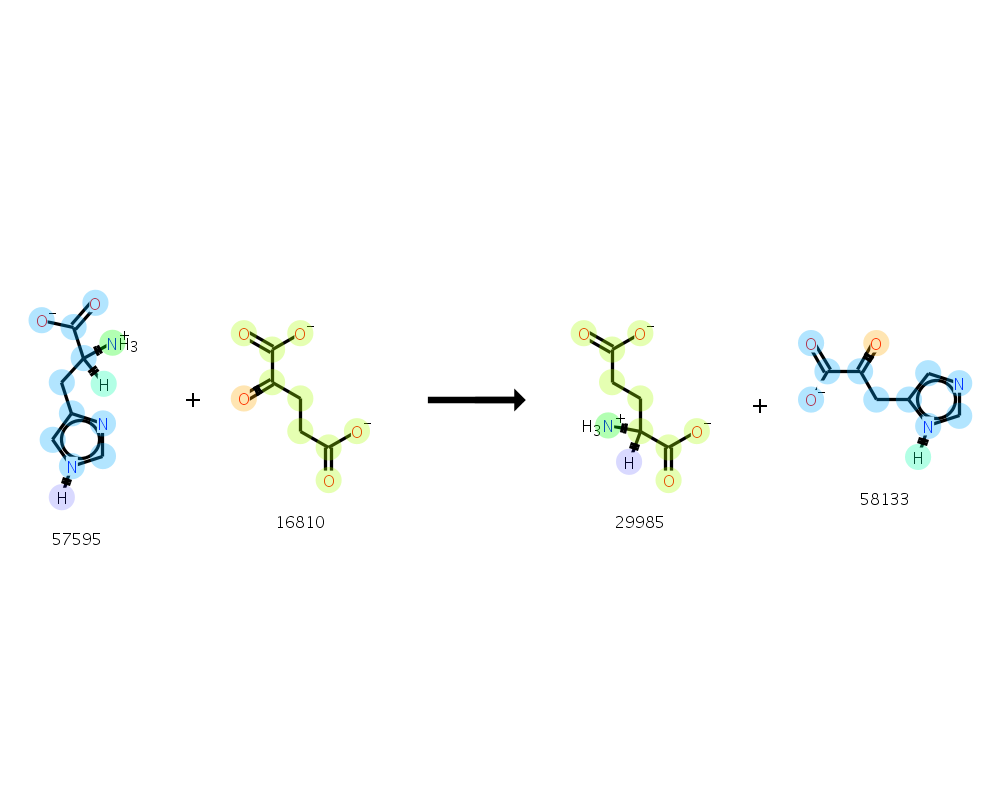 O− O NH3+ H N N H
+
O O− O O− O
16810
57595
O O− H3N+ H O− O
29985
+
O O− O N N H
58133